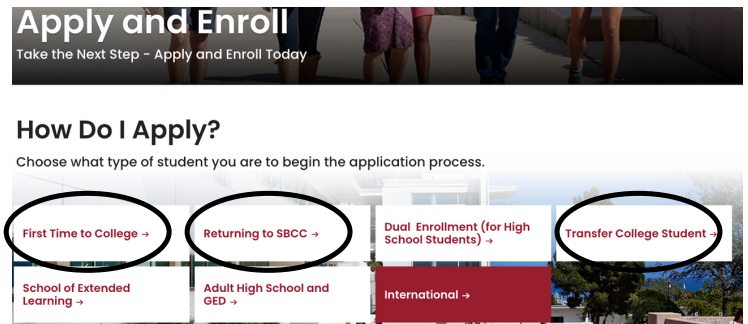 Apply and Enroll
Take the Next Step - Apply and Enroll Today
How Do I Apply?
Choose what type of student you are to begin the application process.
First Time to College →
Returning to SBCC →
Dual Enrollment (for High
School Students) →
Transfer College Student →
School of Extended
Learning →
Adult High School and
GED →
International →